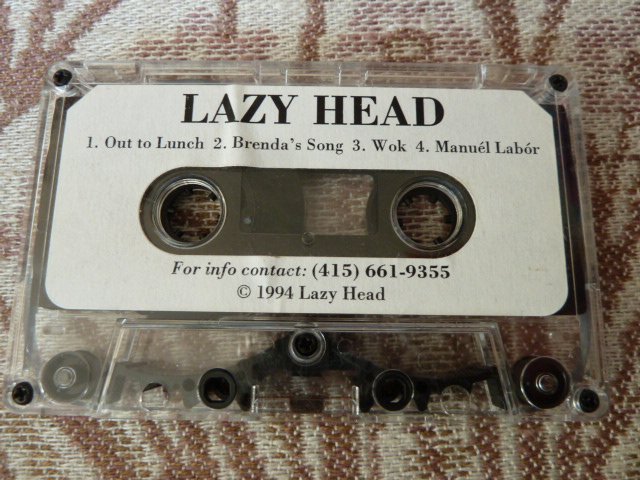 LAZY HEAD
1. Out to Lunch 2. Brenda's Song 3. Wok 4. Manuél Labór
For info contact: (415) 661-9355
© 1994 Lazy Head